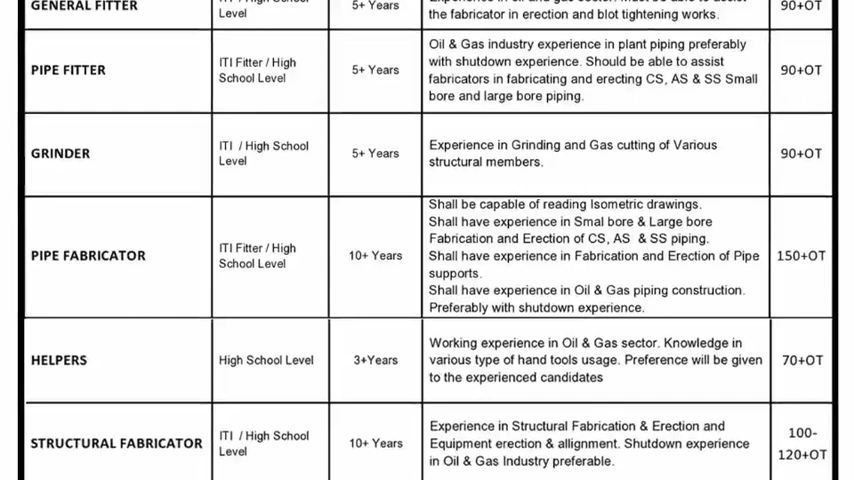 GENERAL FITTER
Level
5+ Years
the fabricator in erection and blot tightening works.
90+OT
PIPE FITTER
ITI Fitter / High
School Level
5+ Years
Oil & Gas industry experience in plant piping preferably
with shutdown experience. Should be able to assist
fabricators in fabricating and erecting CS, AS & SS Small
bore and large bore piping.
90+OT
GRINDER
ITI / High School
Level
5+ Years
Experience in Grinding and Gas cutting of Various
structural members.
90+OT
PIPE FABRICATOR
ITI Fitter / High
School Level
10+ Years
Shall be capable of reading Isometric drawings.
Shall have experience in Smal bore & Large bore
Fabrication and Erection of CS, AS & SS piping.
Shall have experience in Fabrication and Erection of Pipe
supports.
Shall have experience in Oil & Gas piping construction.
Preferably with shutdown experience.
150+OT
HELPERS
High School Level
3+Years
Working experience in Oil & Gas sector. Knowledge in
various type of hand tools usage. Preference will be given
to the experienced candidates
70+OT
STRUCTURAL FABRICATOR
ITI / High School
Level
10+ Years
Experience in Structural Fabrication & Erection and
Equipment erection & allignment. Shutdown experience
in Oil & Gas Industry preferable.
100-
120+OT